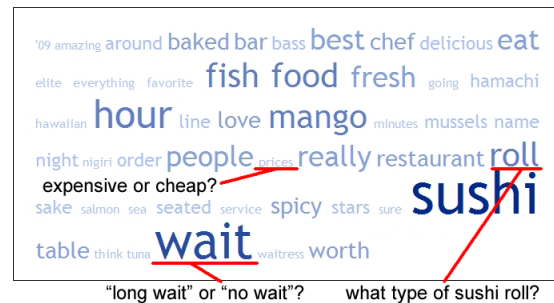 '09 amazing around baked bar bass best chef delicious eat
elite everything favorite fish food fresh going hamachi
hawaiian hour line love mango minutes mussels name
night nigiri order people prices really restaurant roll
expensive or cheap?
sake salmon sea seated service spicy stars sure sushi
table think tuna wait waitress worth
"long wait" or "no wait"? what type of sushi roll?